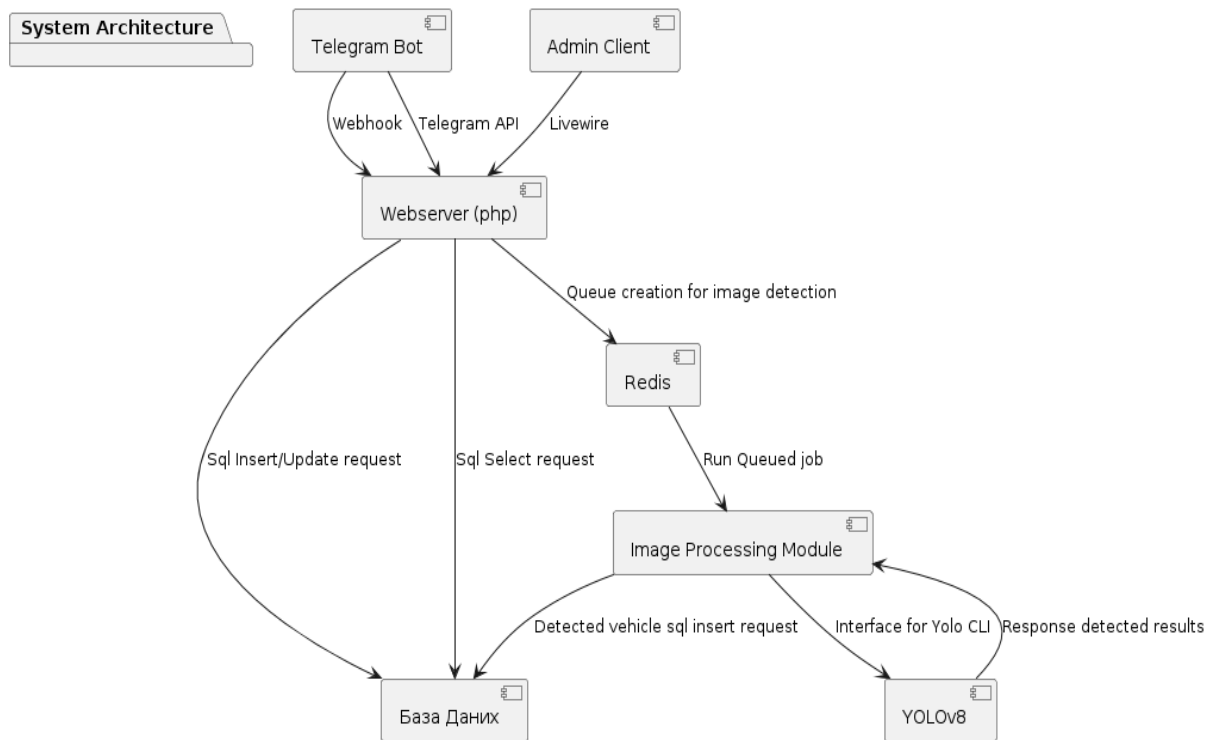 System Architecture
Telegram Bot
Admin Client
Webhook
Telegram API
Livewire
Webserver (php)
Queue creation for image detection
Redis
Sql Insert/Update request
Sql Select request
Run Queued job
Image Processing Module
Detected vehicle sql insert request
Interface for Yolo CLI
Response detected results
База Даних
YOLOv8